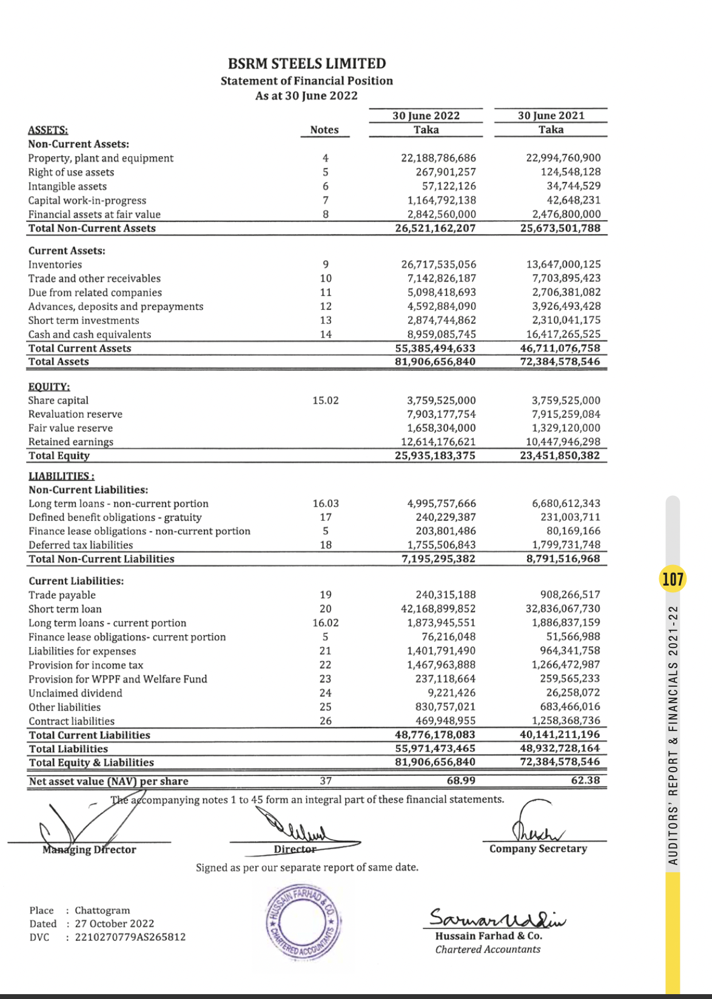 BSRM STEELS LIMITED
Statement of Financial Position
As at 30 June 2022
30 June 2022 30 June 2021
ASSETS: Notes Taka Taka
Non-Current Assets:
Property, plant and equipment 4 22,188,786,686 22,994,760,900
Right of use assets 5 267,901,257 124,548,128
Intangible assets 6 57,122,126 34,744,529
Capital work-in-progress 7 1,164,792,138 42,648,231
Financial assets at fair value 8 2,842,560,000 2,476,800,000
Total Non-Current Assets 26,521,162,207 25,673,501,788
Current Assets:
Inventories 9 26,717,535,056 13,647,000,125
Trade and other receivables 10 7,142,826,187 7,703,895,423
Due from related companies 11 5,098,418,693 2,706,381,082
Advances, deposits and prepayments 12 4,592,884,090 3,926,493,428
Short term investments 13 2,874,744,862 2,310,041,175
Cash and cash equivalents 14 8,959,085,745 16,417,265,525
Total Current Assets 55,385,494,633 46,711,076,758
Total Assets 81,906,656,840 72,384,578,546
EQUITY:
Share capital 15.02 3,759,525,000 3,759,525,000
Revaluation reserve 7,903,177,754 7,915,259,084
Fair value reserve 1,658,304,000 1,329,120,000
Retained earnings 12,614,176,621 10,447,946,298
Total Equity 25,935,183,375 23,451,850,382
LIABILITIES :
Non-Current Liabilities:
Long term loans - non-current portion 16.03 4,995,757,666 6,680,612,343
Defined benefit obligations - gratuity 17 240,229,387 231,003,711
Finance lease obligations - non-current portion 5 203,801,486 80,169,166
Deferred tax liabilities 18 1,755,506,843 1,799,731,748
Total Non-Current Liabilities 7,195,295,382 8,791,516,968
Current Liabilities:
Trade payable 19 240,315,188 908,266,517
Short term loan 20 42,168,899,852 32,836,067,730
Long term loans - current portion 16.02 1,873,945,551 1,886,837,159
Finance lease obligations- current portion 5 76,216,048 51,566,988
Liabilities for expenses 21 1,401,791,490 964,341,758
Provision for income tax 22 1,467,963,888 1,266,472,987
Provision for WPPF and Welfare Fund 23 237,118,664 259,565,233
Unclaimed dividend 24 9,221,426 26,258,072
Other liabilities 25 830,757,021 683,466,016
Contract liabilities 26 469,948,955 1,258,368,736
Total Current Liabilities 48,776,178,083 40,141,211,196
Total Liabilities 55,971,473,465 48,932,728,164
Total Equity & Liabilities 81,906,656,840 72,384,578,546
Net asset value (NAV) per share 37 68.99 62.38
The accompanying notes 1 to 45 form an integral part of these financial statements.
Managing Director Director Company Secretary
Signed as per our separate report of same date.
Place : Chattogram
Dated : 27 October 2022
DVC : 2210270779AS265812
HUSSAIN FARHAD & CO.
CHARTERED ACCOUNTANTS
Sarwar Uddin
Hussain Farhad & Co.
Chartered Accountants
107
AUDITORS' REPORT & FINANCIALS 2021-22